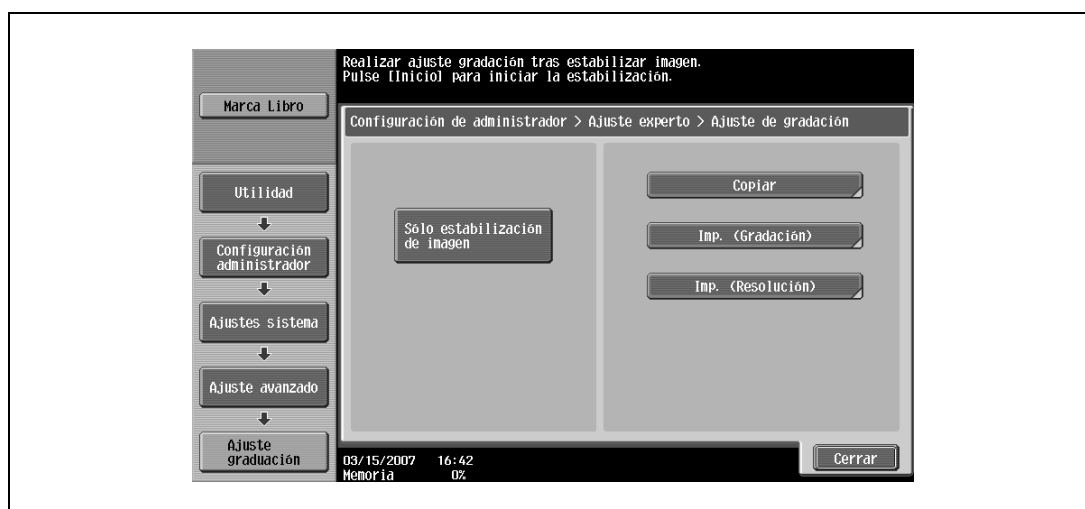 Realizar ajuste gradación tras estabilizar imagen.
Pulse [Inicio] para iniciar la estabilización.
Marca Libro
Configuración de administrador > Ajuste experto > Ajuste de gradación
Utilidad
Configuración
administrador
Ajustes sistema
Ajuste avanzado
Ajuste
graduación
Sólo estabilización
de imagen
Copiar
Imp. (Gradación)
Imp. (Resolución)
03/15/2007 16:42
Memoria 0%
Cerrar